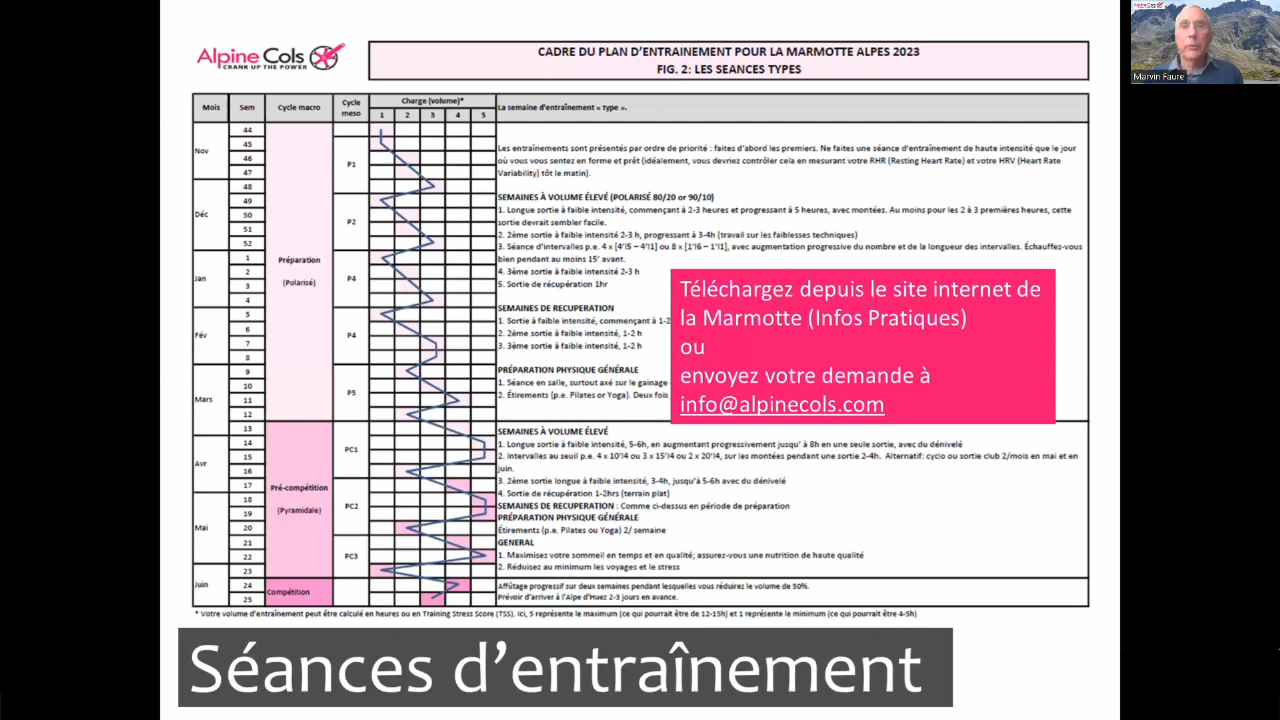 Alpine Cols
CRANK UP THE POWER
CADRE DU PLAN D'ENTRAINEMENT POUR LA MARMOTTE ALPES 2023
FIG. 2: LES SEANCES TYPES
Mois
Sem
Cycle macro
Cycle meso
Charge (volume)*
1 2 3 4 5
La semaine d'entraînement « type ».
Nov
Déc
Jan
Fév
Mars
Avr
Mai
Juin
44
45
46
47
48
49
50
51
52
1
2
3
4
5
6
7
8
9
10
11
12
13
14
15
16
17
18
19
20
21
22
23
24
25
Préparation
(Polarisé)
Pré-compétition
(Pyramidale)
Compétition
P1
P2
P4
P4
P5
PC1
PC2
PC3
Les entraînements sont présentés par ordre de priorité : faites d'abord les premiers. Ne faites une séance d'entraînement de haute intensité que le jour
où vous vous sentez en forme et prêt (idéalement, vous devriez contrôler cela en mesurant votre RHR (Resting Heart Rate) et votre HRV (Heart Rate
Variability) tôt le matin).
SEMAINES À VOLUME ÉLEVÉ (POLARISÉ 80/20 or 90/10)
1. Longue sortie à faible intensité, commençant à 2-3 heures et progressant à 5 heures, avec montées. Au moins pour les 2 à 3 premières heures, cette
sortie devrait sembler facile.
2. 2ème sortie à faible intensité 2-3 h, progressant à 3-4h (travail sur les faiblesses techniques)
3. Séance d'intervalles p.e. 4 x [4'I5 – 4'I1] ou 8 x [1'I6 – 1'I1], avec augmentation progressive du nombre et de la longueur des intervalles. Échauffez-vous
bien pendant au moins 15' avant.
4. 3ème sortie à faible intensité 2-3 h
5. Sortie de récupération 1hr
SEMAINES DE RECUPERATION
1. Sortie à faible intensité, commençant à 1-2
2. 2ème sortie à faible intensité, 1-2 h
3. 3ème sortie à faible intensité, 1-2 h
PRÉPARATION PHYSIQUE GÉNÉRALE
1. Séance en salle, surtout axé sur le gainage
2. Étirements (p.e. Pilates or Yoga). Deux fois
SEMAINES À VOLUME ÉLEVÉ
1. Longue sortie à faible intensité, 5-6h, en augmentant progressivement jusqu' à 8h en une seule sortie, avec du dénivelé
2. Intervalles au seuil p.e. 4 x 10'I4 ou 3 x 15'I4 ou 2 x 20'I4, sur les montées pendant une sortie 2-4h. Alternatif: cyclo ou sortie club 2/mois en mai et en
juin.
3. 2ème sortie longue à faible intensité, 3-4h, jusqu'à 5-6h avec du dénivelé
4. Sortie de récupération 1-2hrs (terrain plat)
SEMAINES DE RECUPERATION : Comme ci-dessus en période de préparation
PRÉPARATION PHYSIQUE GÉNÉRALE
Étirements (p.e. Pilates ou Yoga) 2/ semaine
GENERAL
1. Maximisez votre sommeil en temps et en qualité; assurez-vous une nutrition de haute qualité
2. Réduisez au minimum les voyages et le stress
Affûtage progressif sur deux semaines pendant lesquelles vous réduirez le volume de 50%.
Prévoir d'arriver à l'Alpe d'Huez 2-3 jours en avance.
* Votre volume d'entrainement peut être calculé en heures ou en Training Stress Score (TSS). Ici, 5 représente le maximum (ce qui pourrait être de 12-15h) et 1 représente le minimum (ce qui pourrait être 4-5h)
Téléchargez depuis le site internet de
la Marmotte (Infos Pratiques)
ou
envoyez votre demande à
info@alpinecols.com
Séances d'entraînement
Alpine Cols
Marvin Faure